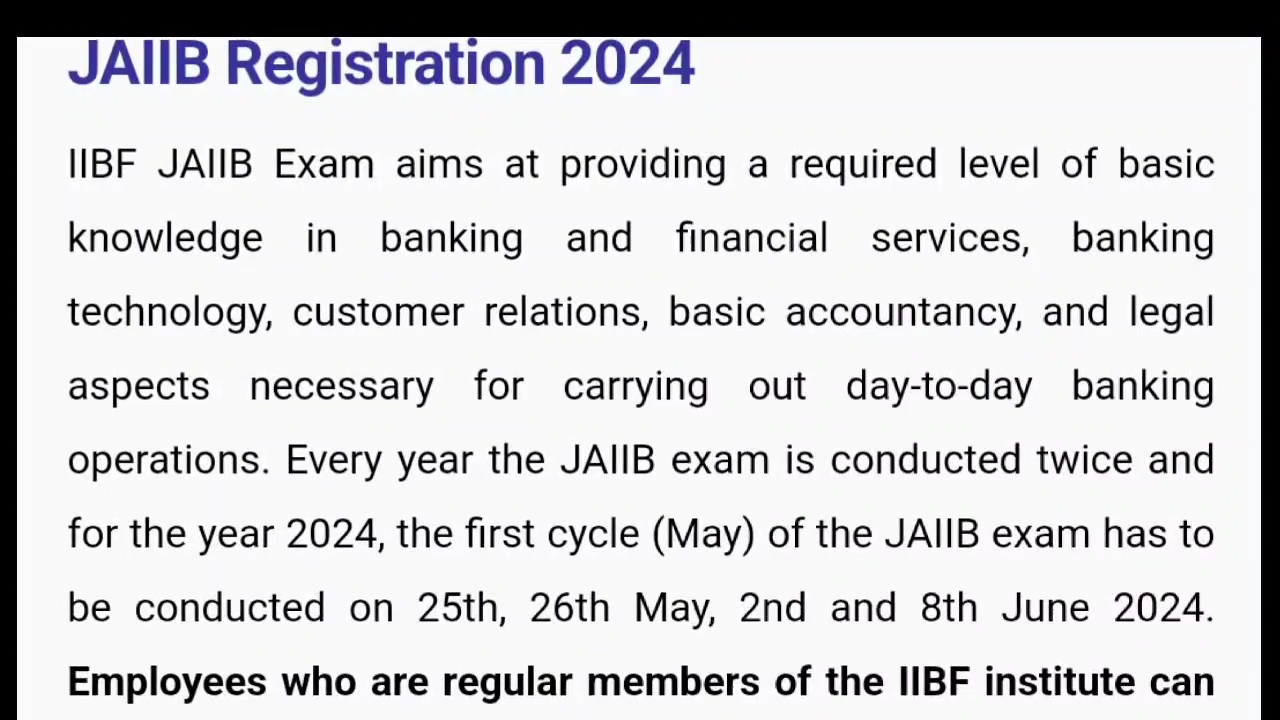 JAIIB Registration 2024
IIBF JAIIB Exam aims at providing a required level of basic
knowledge in banking and financial services, banking
technology, customer relations, basic accountancy, and legal
aspects necessary for carrying out day-to-day banking
operations. Every year the JAIIB exam is conducted twice and
for the year 2024, the first cycle (May) of the JAIIB exam has to
be conducted on 25th, 26th May, 2nd and 8th June 2024.
Employees who are regular members of the IIBF institute can